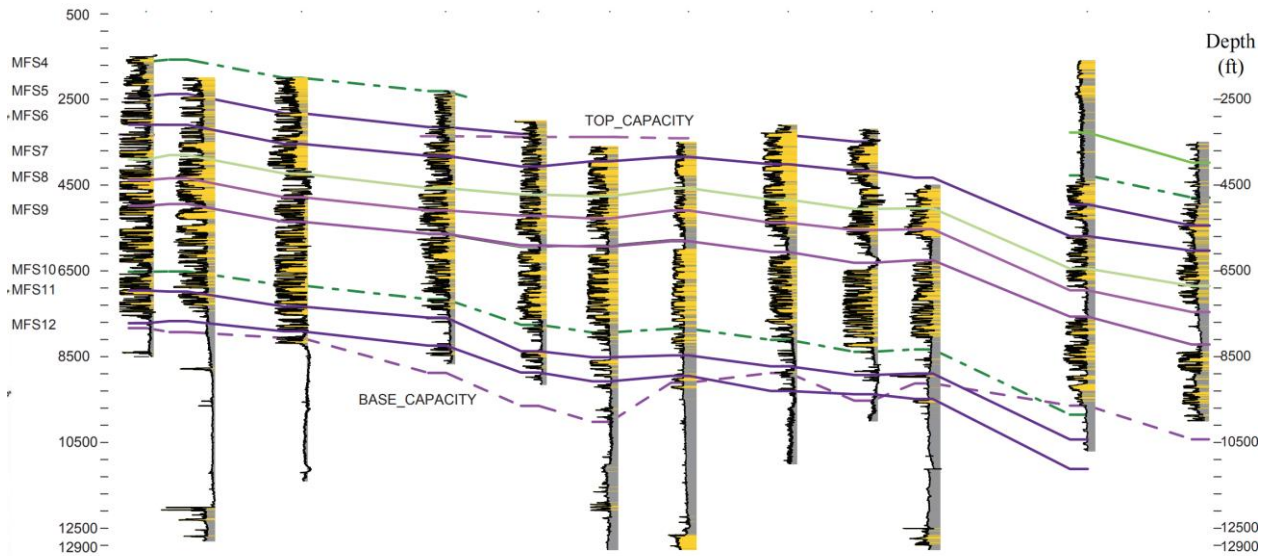 500
MFS4
MFS5
2500
MFS6
MFS7
4500
MFS8
MFS9
MFS10 6500
MFS11
MFS12
8500
10500
12500
12900
TOP_CAPACITY
BASE_CAPACITY
Depth
(ft)
2500
4500
6500
8500
10500
12500
12900